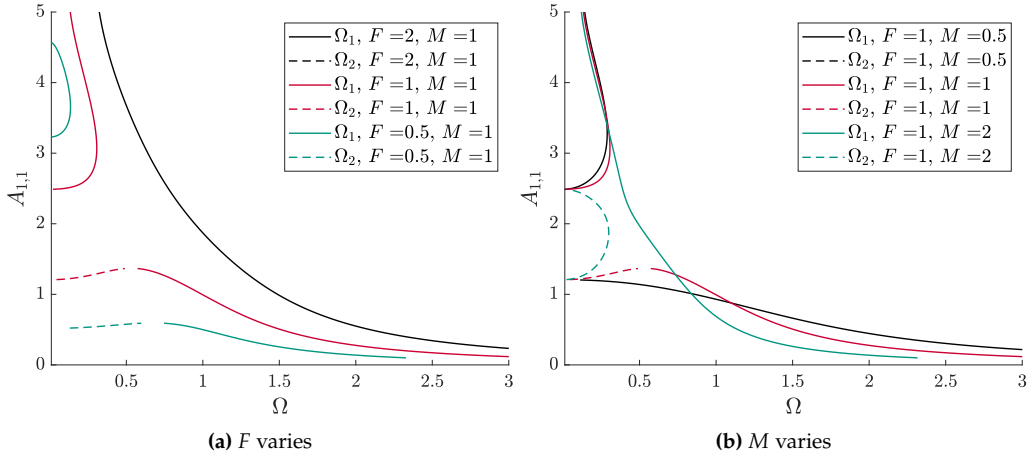 5
4
3
2
1
0
0.5
1
1.5
2
2.5
3
A₁,₁
Ω
Ω₁, F =2, M =1
Ω₂, F =2, M =1
Ω₁, F =1, M =1
Ω₂, F =1, M =1
Ω₁, F =0.5, M =1
Ω₂, F =0.5, M =1
(a) F varies
5
4
3
2
1
0
0.5
1
1.5
2
2.5
3
A₁,₁
Ω
Ω₁, F =1, M =0.5
Ω₂, F =1, M =0.5
Ω₁, F =1, M =1
Ω₂, F =1, M =1
Ω₁, F =1, M =2
Ω₂, F =1, M =2
(b) M varies